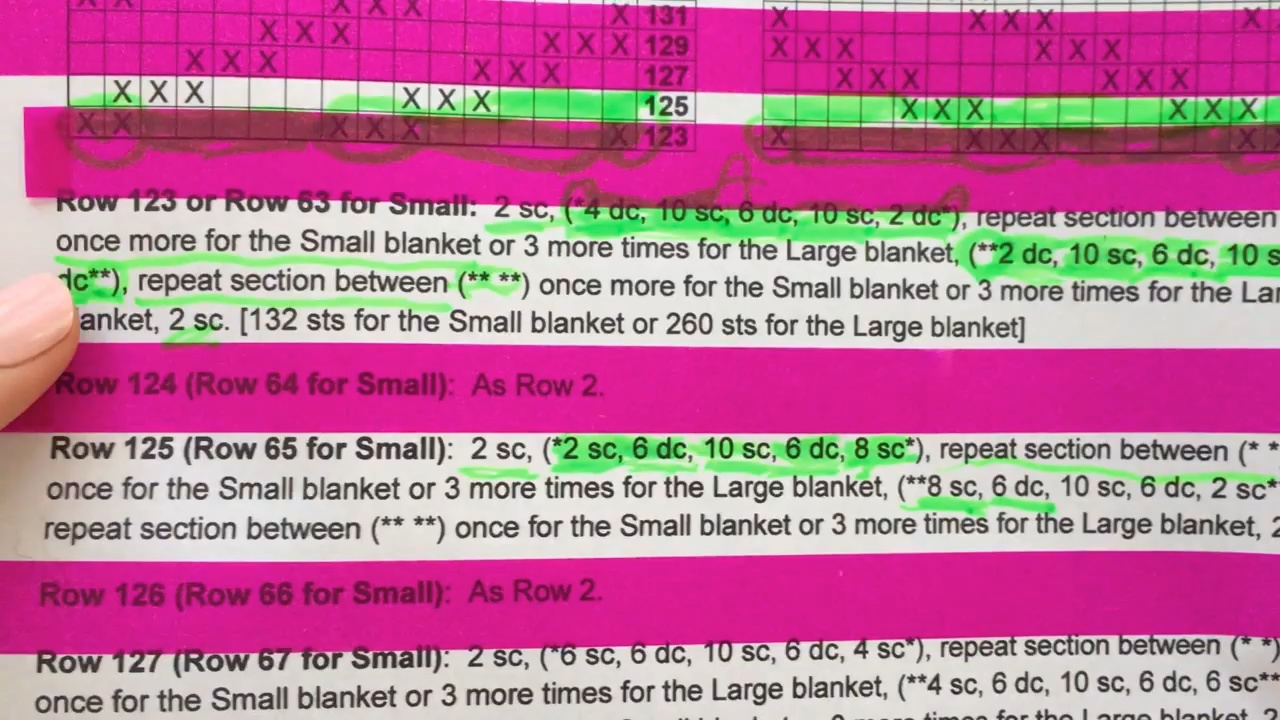 X X X
X 131 X X X X X
X X X X X X 129 X X X X X X
X X X X X X 127 X X X X X X
X X X X X X 125 X X X X X X
X X X X X X 123 X X X X X
Row 123 or Row 63 for Small: 2 sc, (*4 dc, 10 sc, 6 dc, 10 sc, 2 dc*), repeat section between
once more for the Small blanket or 3 more times for the Large blanket, (**2 dc, 10 sc, 6 dc, 10 s
dc**), repeat section between (** **) once more for the Small blanket or 3 more times for the Lar
anket, 2 sc. [132 sts for the Small blanket or 260 sts for the Large blanket]
Row 124 (Row 64 for Small): As Row 2.
Row 125 (Row 65 for Small): 2 sc, (*2 sc, 6 dc, 10 sc, 6 dc, 8 sc*), repeat section between (* *
once for the Small blanket or 3 more times for the Large blanket, (**8 sc, 6 dc, 10 sc, 6 dc, 2 sc*
repeat section between (** **) once for the Small blanket or 3 more times for the Large blanket, 2
Row 126 (Row 66 for Small): As Row 2.
Row 127 (Row 67 for Small): 2 sc, (*6 sc, 6 dc, 10 sc, 6 dc, 4 sc*), repeat section between (* *)
once for the Small blanket or 3 more times for the Large blanket, (**4 sc, 6 dc, 10 sc, 6 dc, 6 sc**